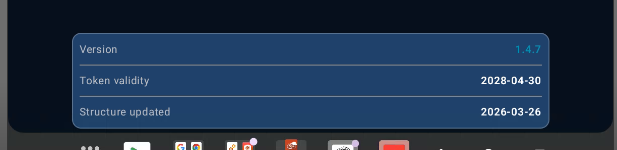 Version 1.4.7
Token validity 2028-04-30
Structure updated 2026-03-26